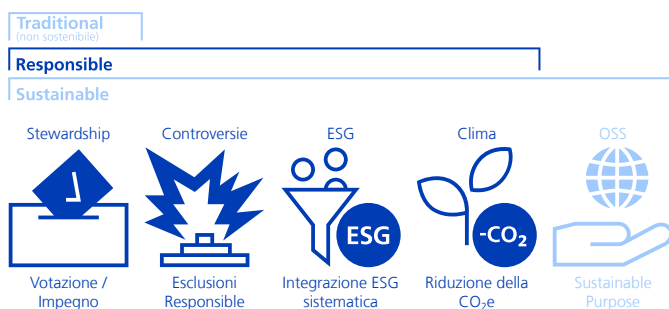 Traditional
(non sostenibile)
Responsible
Sustainable
Stewardship
Controversie
ESG
Clima
OSS
ESG
-CO₂
Votazione /
Impegno
Esclusioni
Responsible
Integrazione ESG
sistematica
Riduzione della
CO₂e
Sustainable
Purpose